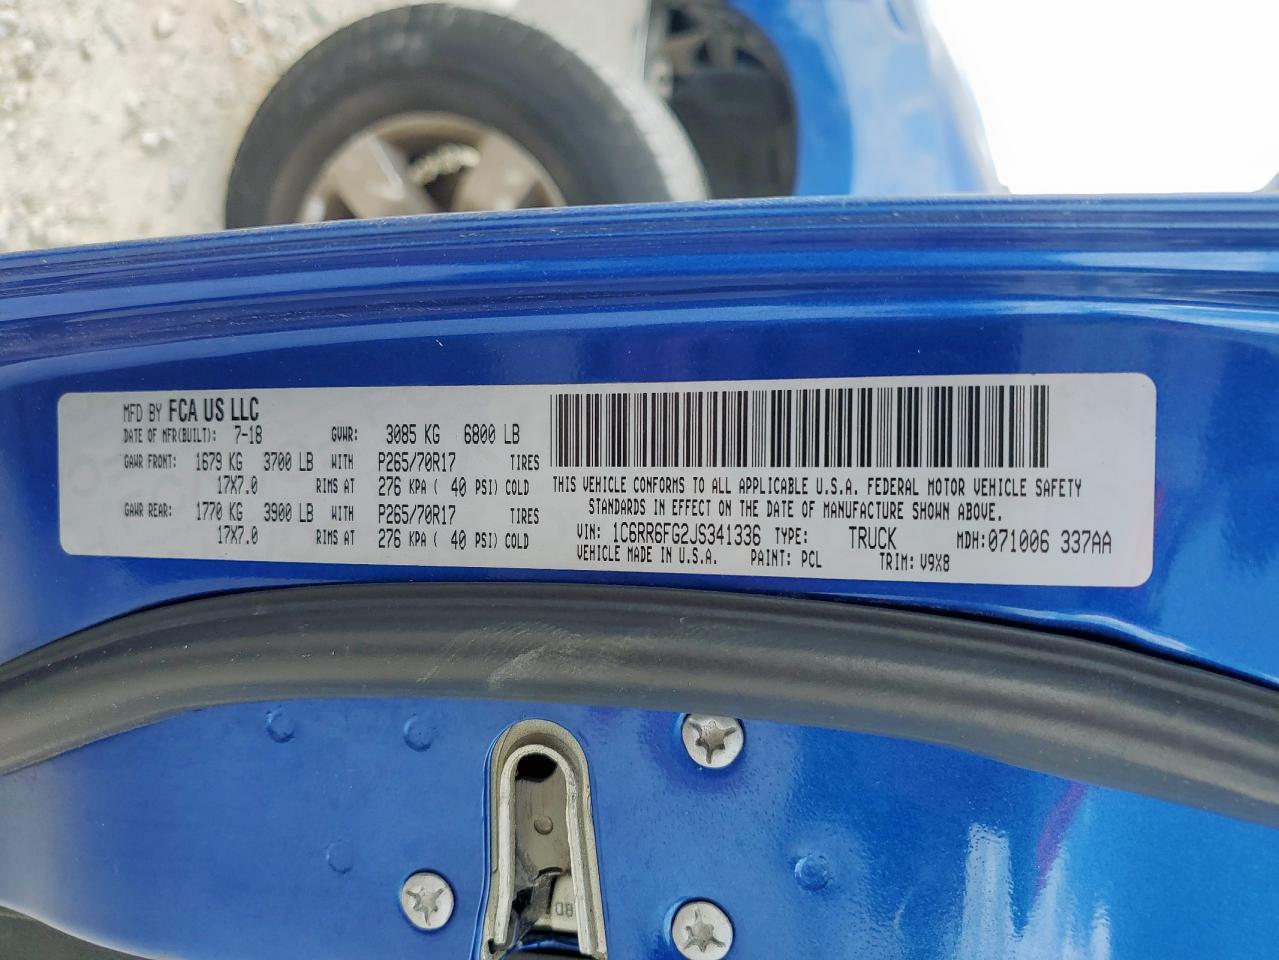 MFD BY FCA US LLC
DATE OF MFR(BUILT): 7-18 GVWR: 3085 KG 6800 LB
GAWR FRONT: 1679 KG 3700 LB WITH P265/70R17 TIRES
17X7.0 RIMS AT 276 KPA ( 40 PSI) COLD
GAWR REAR: 1770 KG 3900 LB WITH P265/70R17 TIRES
17X7.0 RIMS AT 276 KPA ( 40 PSI) COLD
THIS VEHICLE CONFORMS TO ALL APPLICABLE U.S.A. FEDERAL MOTOR VEHICLE SAFETY
STANDARDS IN EFFECT ON THE DATE OF MANUFACTURE SHOWN ABOVE.
VIN: 1C6RR6FG2JS341336 TYPE: TRUCK MDH:071006 337AA
VEHICLE MADE IN U.S.A. PAINT: PCL TRIM: V9X8